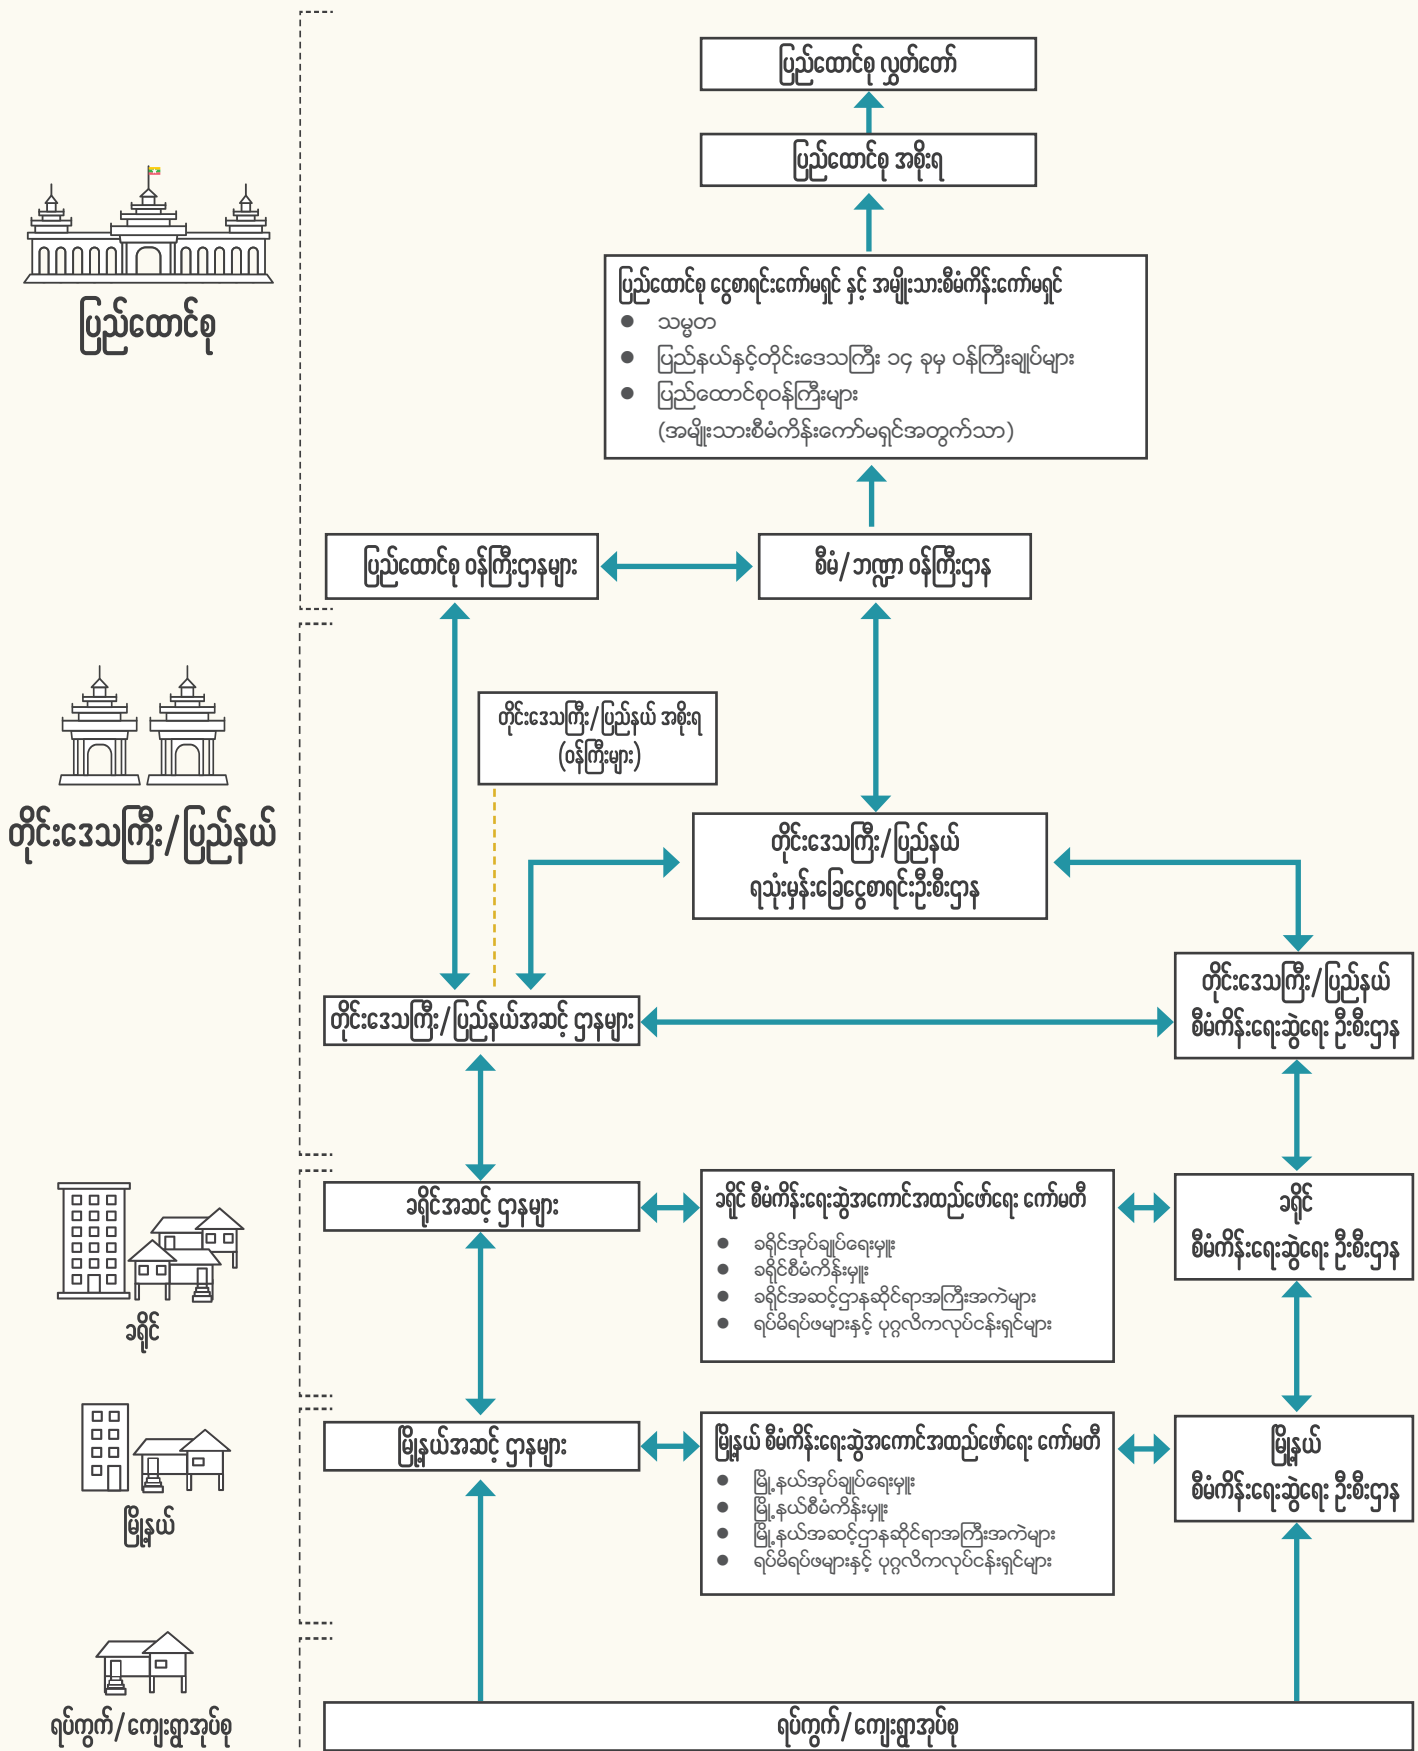 ပြည်ထောင်စု လွှတ်တော်
ပြည်ထောင်စု အစိုးရ
ပြည်ထောင်စု ငွေစာရင်းကော်မရှင် နှင့် အမျိုးသားစီမံကိန်းကော်မရှင်
သမ္မတ
ပြည်နယ်နှင့်တိုင်းဒေသကြီး ၁၄ ခုမှ ဝန်ကြီးချုပ်များ
ပြည်ထောင်စုဝန်ကြီးများ
(အမျိုးသားစီမံကိန်းကော်မရှင်အတွက်သာ)
ပြည်ထောင်စု
ပြည်ထောင်စု ဝန်ကြီးဌာနများ
စီမံ/ဘဏ္ဍာ ဝန်ကြီးဌာန
တိုင်းဒေသကြီး/ပြည်နယ် အစိုးရ
(ဝန်ကြီးများ)
တိုင်းဒေသကြီး/ပြည်နယ်
တိုင်းဒေသကြီး/ပြည်နယ်
ရသုံးမှန်းခြေငွေစာရင်းဦးစီးဌာန
တိုင်းဒေသကြီး/ပြည်နယ်အဆင့် ဌာနများ
တိုင်းဒေသကြီး/ပြည်နယ်
စီမံကိန်းရေးဆွဲရေး ဦးစီးဌာန
ခရိုင်
ခရိုင်အဆင့် ဌာနများ
ခရိုင် စီမံကိန်းရေးဆွဲအကောင်အထည်ဖော်ရေး ကော်မတီ
ခရိုင်အုပ်ချုပ်ရေးမှူး
ခရိုင်စီမံကိန်းမှူး
ခရိုင်အဆင့်ဌာနဆိုင်ရာအကြီးအကဲများ
ရပ်မိရပ်ဖများနှင့် ပုဂ္ဂလိကလုပ်ငန်းရှင်များ
ခရိုင်
စီမံကိန်းရေးဆွဲရေး ဦးစီးဌာန
မြို့နယ်
မြို့နယ်အဆင့် ဌာနများ
မြို့နယ် စီမံကိန်းရေးဆွဲအကောင်အထည်ဖော်ရေး ကော်မတီ
မြို့နယ်အုပ်ချုပ်ရေးမှူး
မြို့နယ်စီမံကိန်းမှူး
မြို့နယ်အဆင့်ဌာနဆိုင်ရာအကြီးအကဲများ
ရပ်မိရပ်ဖများနှင့် ပုဂ္ဂလိကလုပ်ငန်းရှင်များ
မြို့နယ်
စီမံကိန်းရေးဆွဲရေး ဦးစီးဌာန
ရပ်ကွက်/ကျေးရွာအုပ်စု
ရပ်ကွက်/ကျေးရွာအုပ်စု